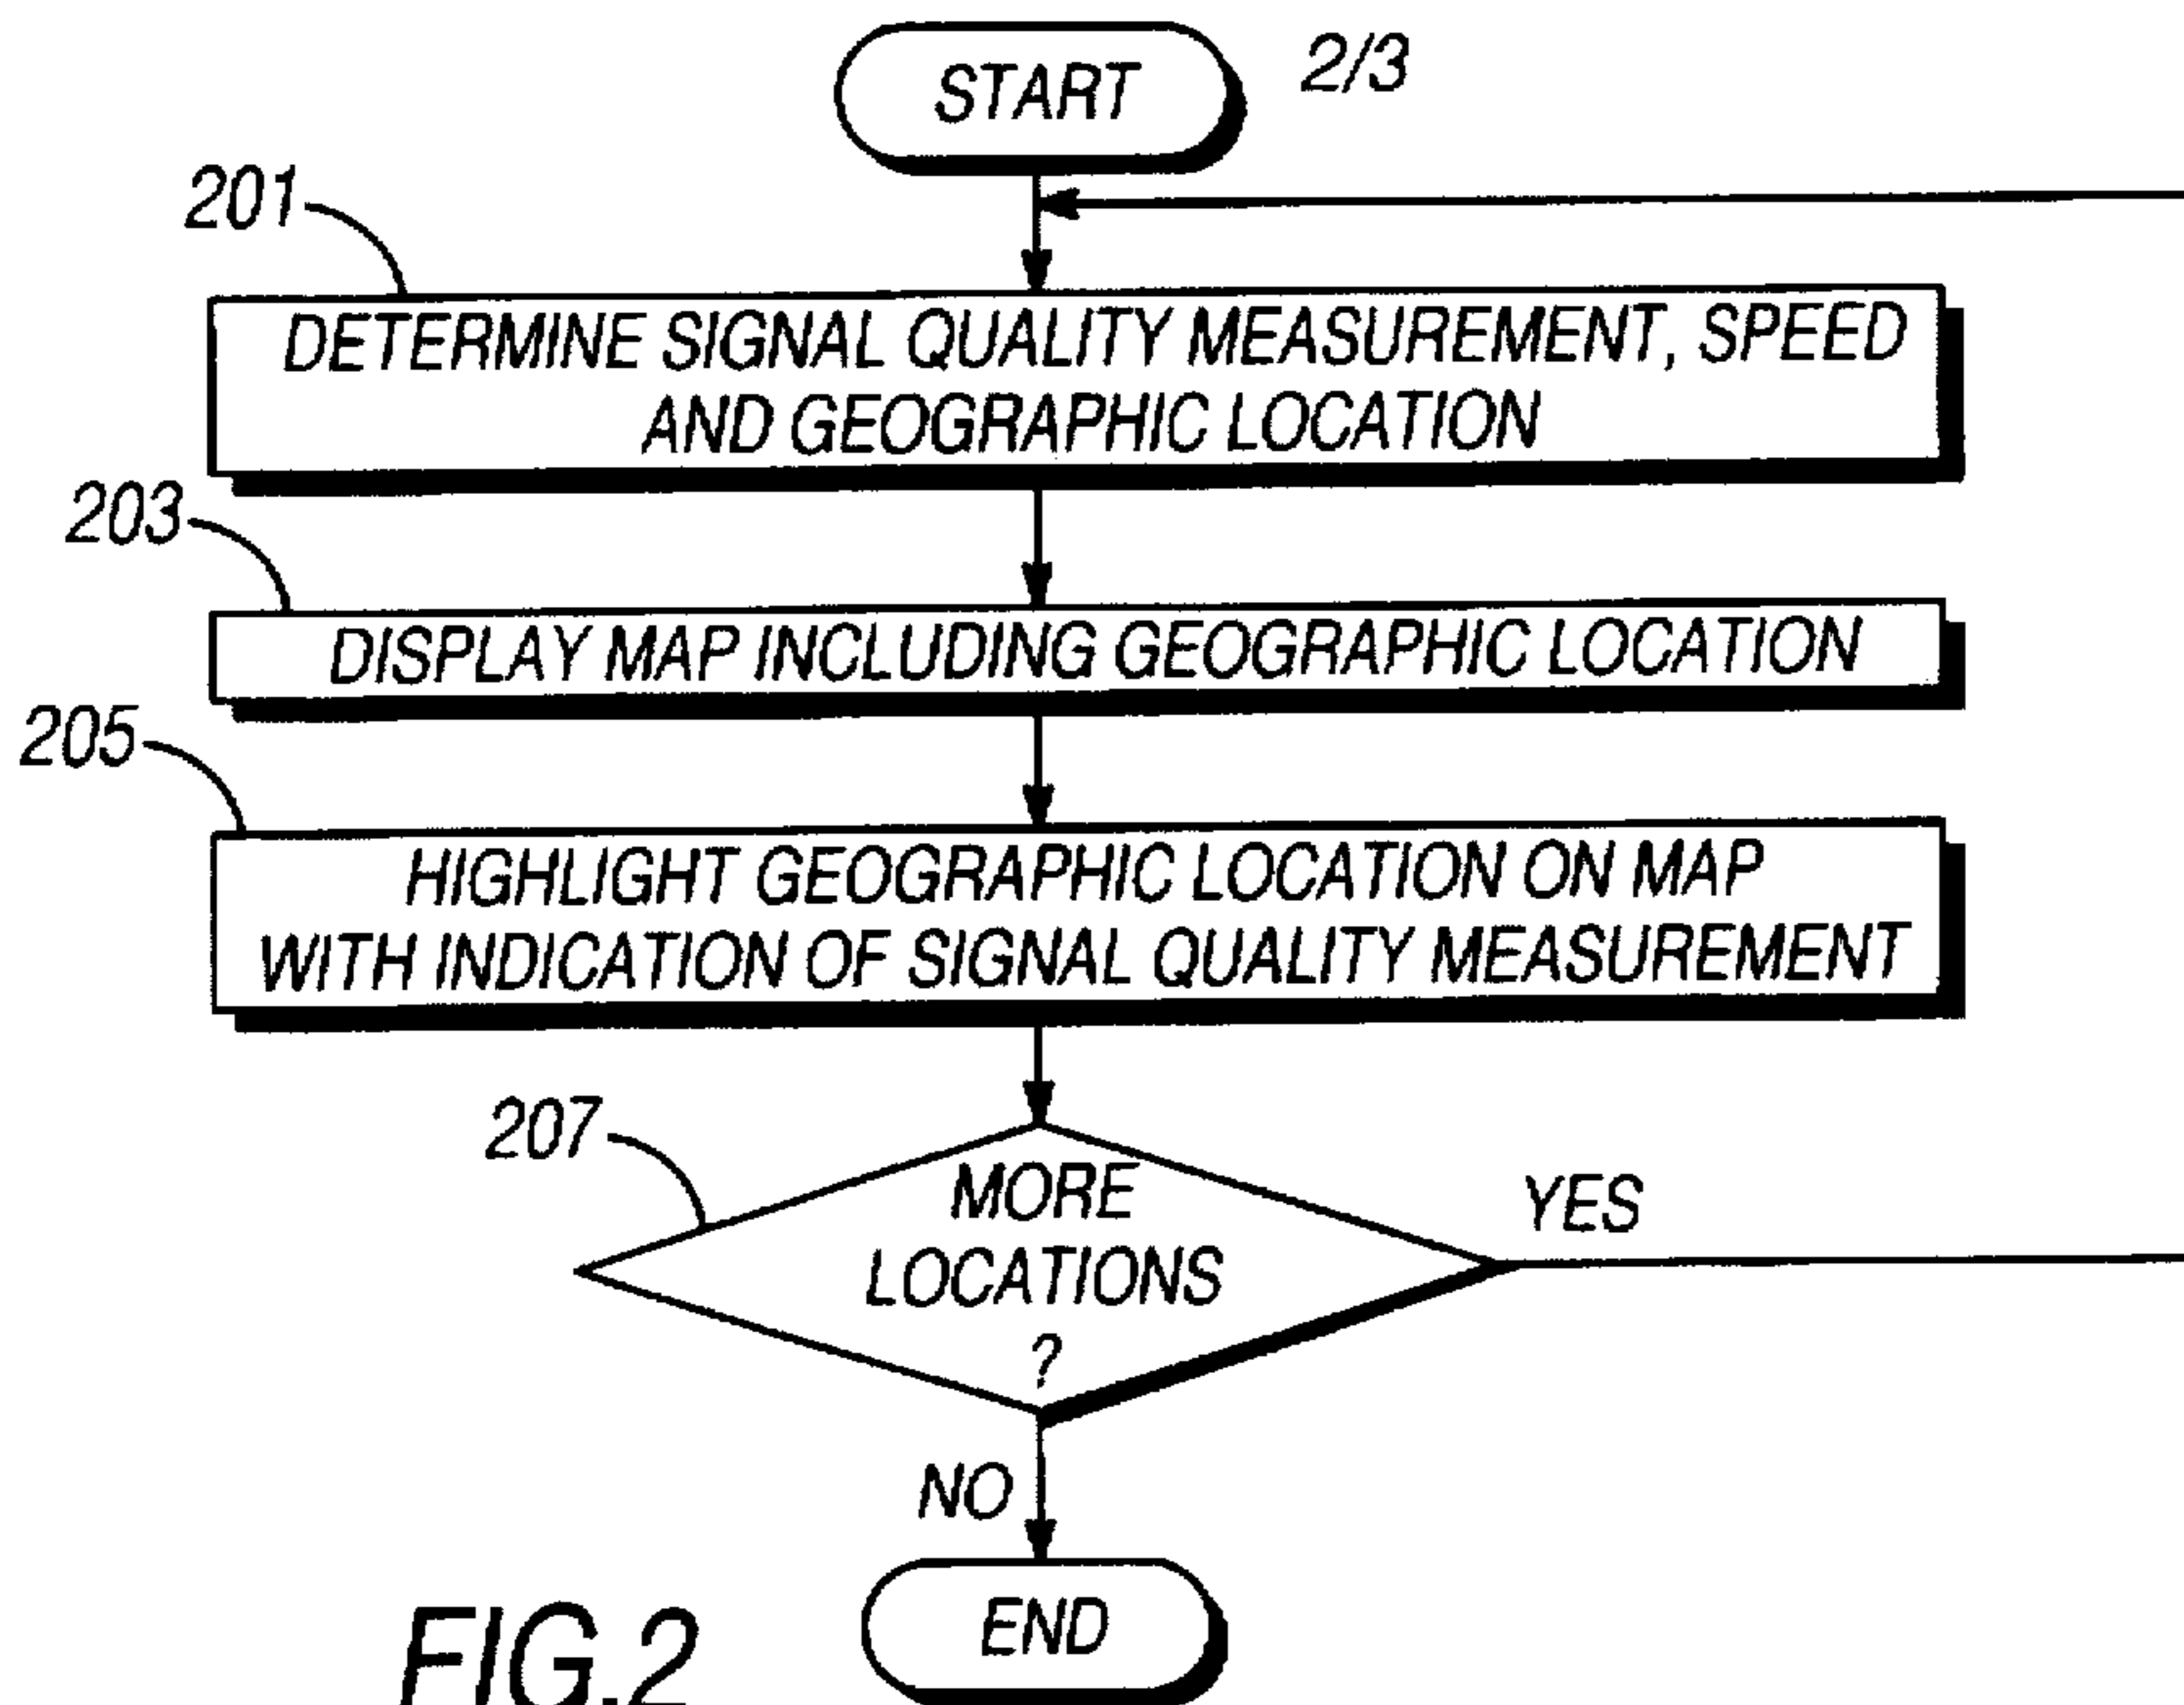 START
2/3
201
DETERMINE SIGNAL QUALITY MEASUREMENT, SPEED
AND GEOGRAPHIC LOCATION
203
DISPLAY MAP INCLUDING GEOGRAPHIC LOCATION
205
HIGHLIGHT GEOGRAPHIC LOCATION ON MAP
WITH INDICATION OF SIGNAL QUALITY MEASUREMENT
207
MORE
LOCATIONS
?
YES
NO
END
FIG.2